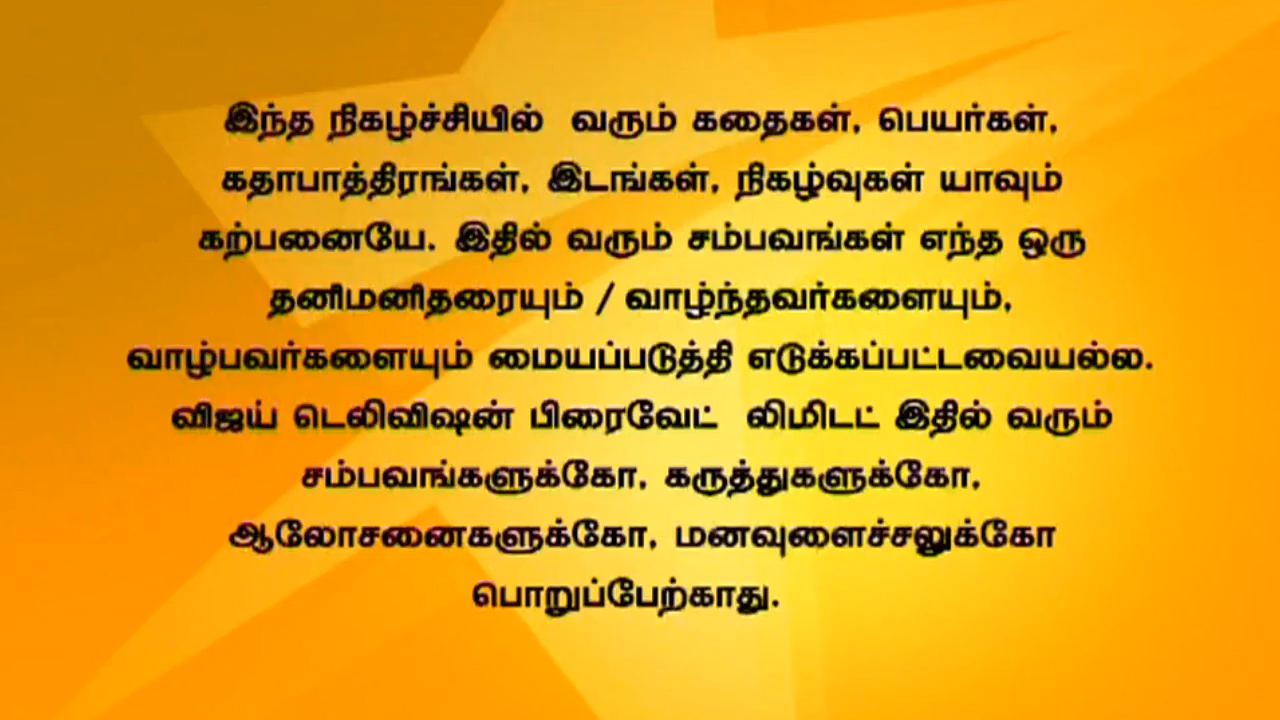 இந்த நிகழ்ச்சியில் வரும் கதைகள், பெயர்கள்,
கதாபாத்திரங்கள், இடங்கள், நிகழ்வுகள் யாவும்
கற்பனையே. இதில் வரும் சம்பவங்கள் எந்த ஒரு
தனிமனிதரையும் / வாழ்ந்தவர்களையும்,
வாழ்பவர்களையும் மையப்படுத்தி எடுக்கப்பட்டவையல்ல.
விஜய் டெலிவிஷன் பிரைவேட் லிமிடட் இதில் வரும்
சம்பவங்களுக்கோ, கருத்துகளுக்கோ,
ஆலோசனைகளுக்கோ, மனவுளைச்சலுக்கோ
பொறுப்பேற்காது.